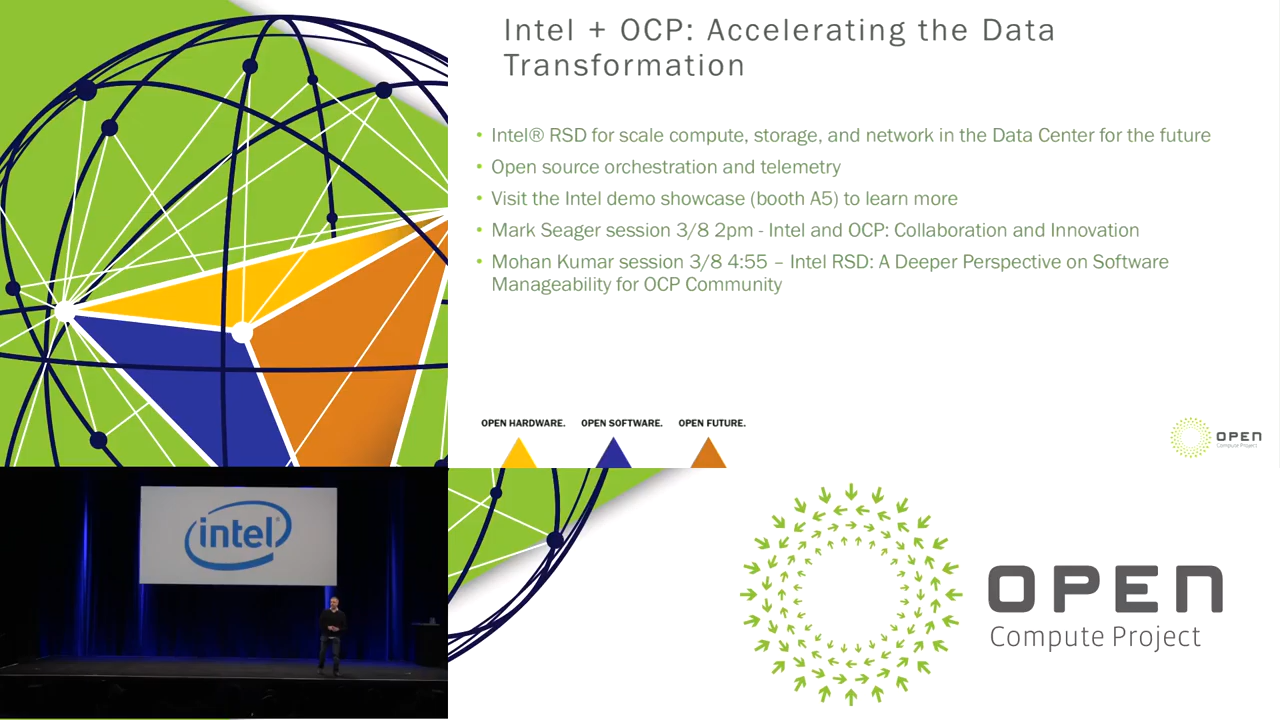 Intel + OCP: Accelerating the Data
Transformation
• Intel® RSD for scale compute, storage, and network in the Data Center for the future
• Open source orchestration and telemetry
• Visit the Intel demo showcase (booth A5) to learn more
• Mark Seager session 3/8 2pm - Intel and OCP: Collaboration and Innovation
• Mohan Kumar session 3/8 4:55 – Intel RSD: A Deeper Perspective on Software
Manageability for OCP Community
OPEN HARDWARE. OPEN SOFTWARE. OPEN FUTURE.
OPEN
Compute Project
intel
OPEN
Compute Project